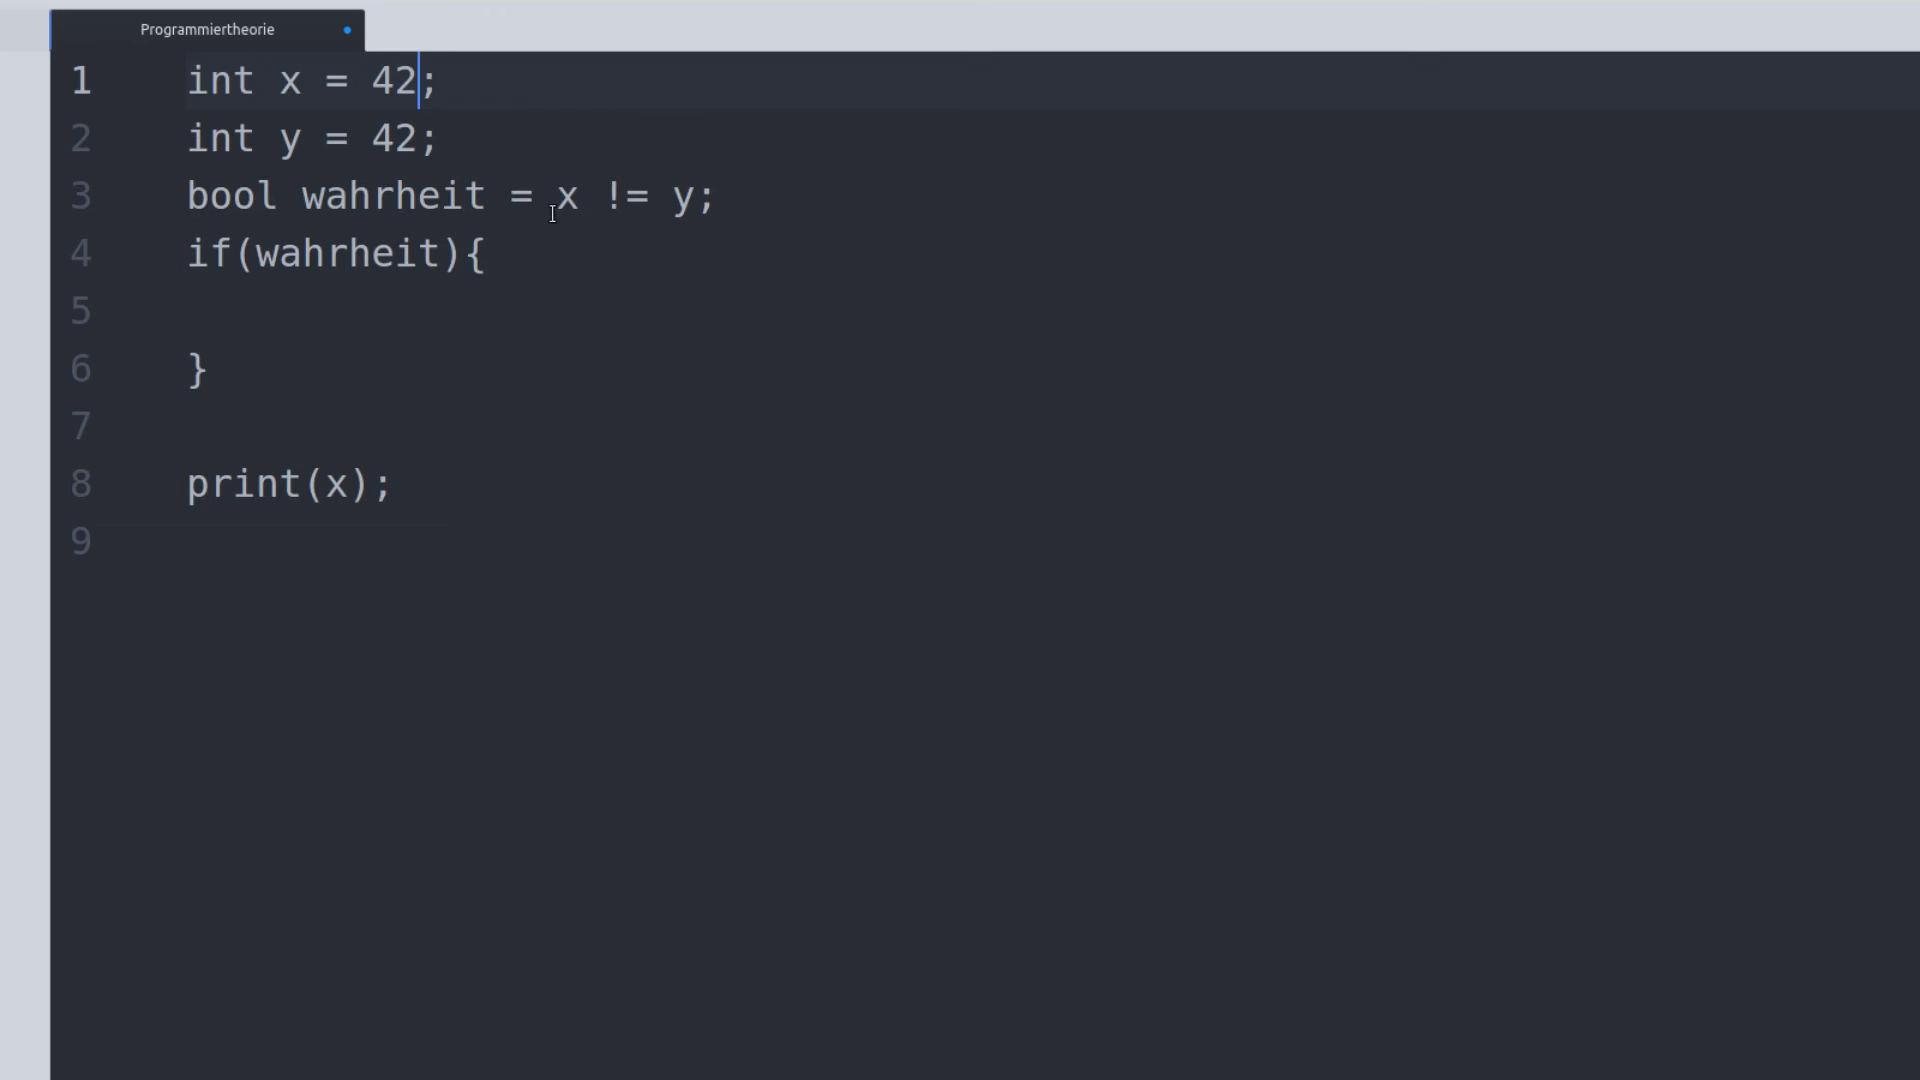 Programmiertheorie
1 int x = 42;
2 int y = 42;
3 bool wahrheit = x != y;
4 if(wahrheit){
5
6 }
7
8 print(x);
9